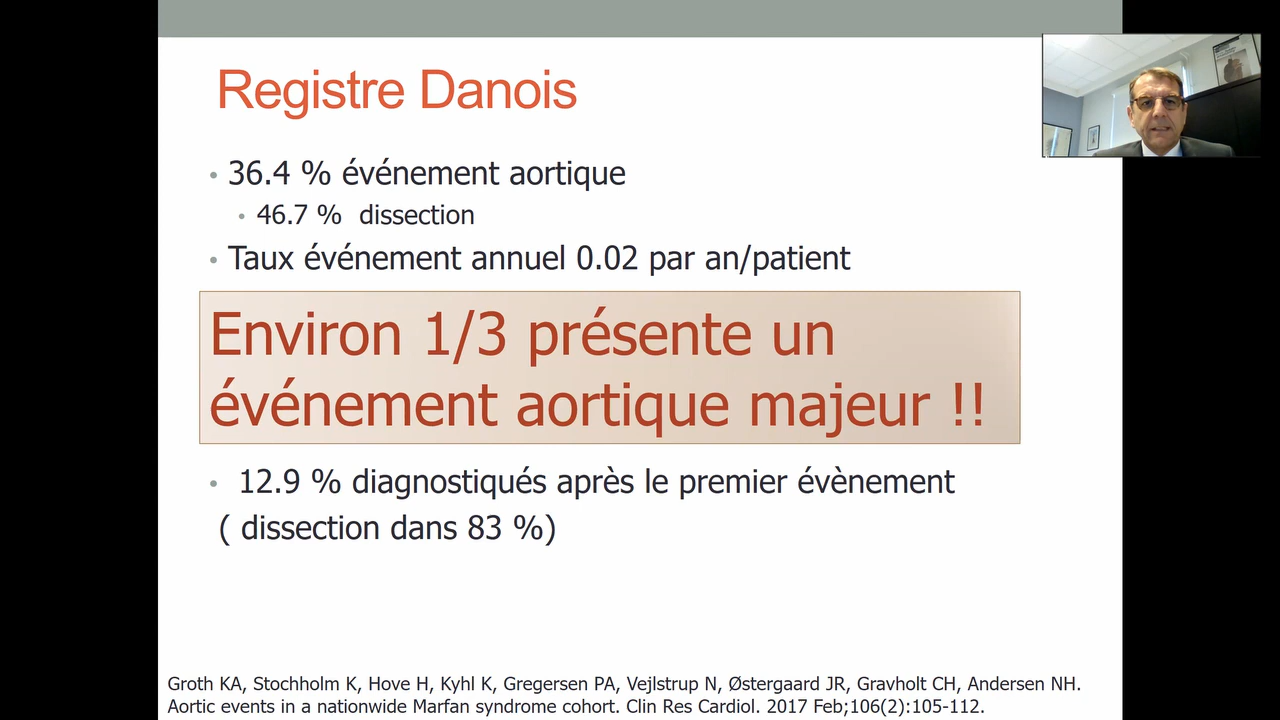 Registre Danois
• 36.4 % événement aortique
• 46.7 % dissection
• Taux événement annuel 0.02 par an/patient
Environ 1/3 présente un
événement aortique majeur !!
• 12.9 % diagnostiqués après le premier évènement
( dissection dans 83 %)
Groth KA, Stochholm K, Hove H, Kyhl K, Gregersen PA, Vejlstrup N, Østergaard JR, Gravholt CH, Andersen NH.
Aortic events in a nationwide Marfan syndrome cohort. Clin Res Cardiol. 2017 Feb;106(2):105-112.